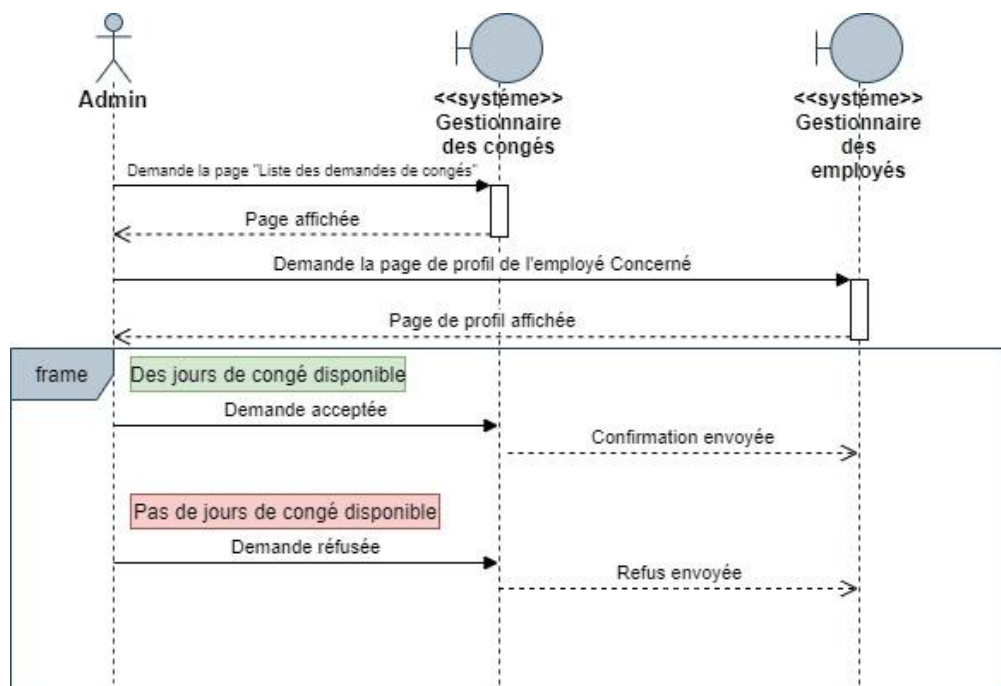 Admin
<<systéme>>
Gestionnaire
des congés
<<systéme>>
Gestionnaire
des
employés
Demande la page "Liste des demandes de congés"
Page affichée
Demande la page de profil de l'employé Concerné
Page de profil affichée
frame
Des jours de congé disponible
Demande acceptée
Confirmation envoyée
Pas de jours de congé disponible
Demande réfusée
Refus envoyée